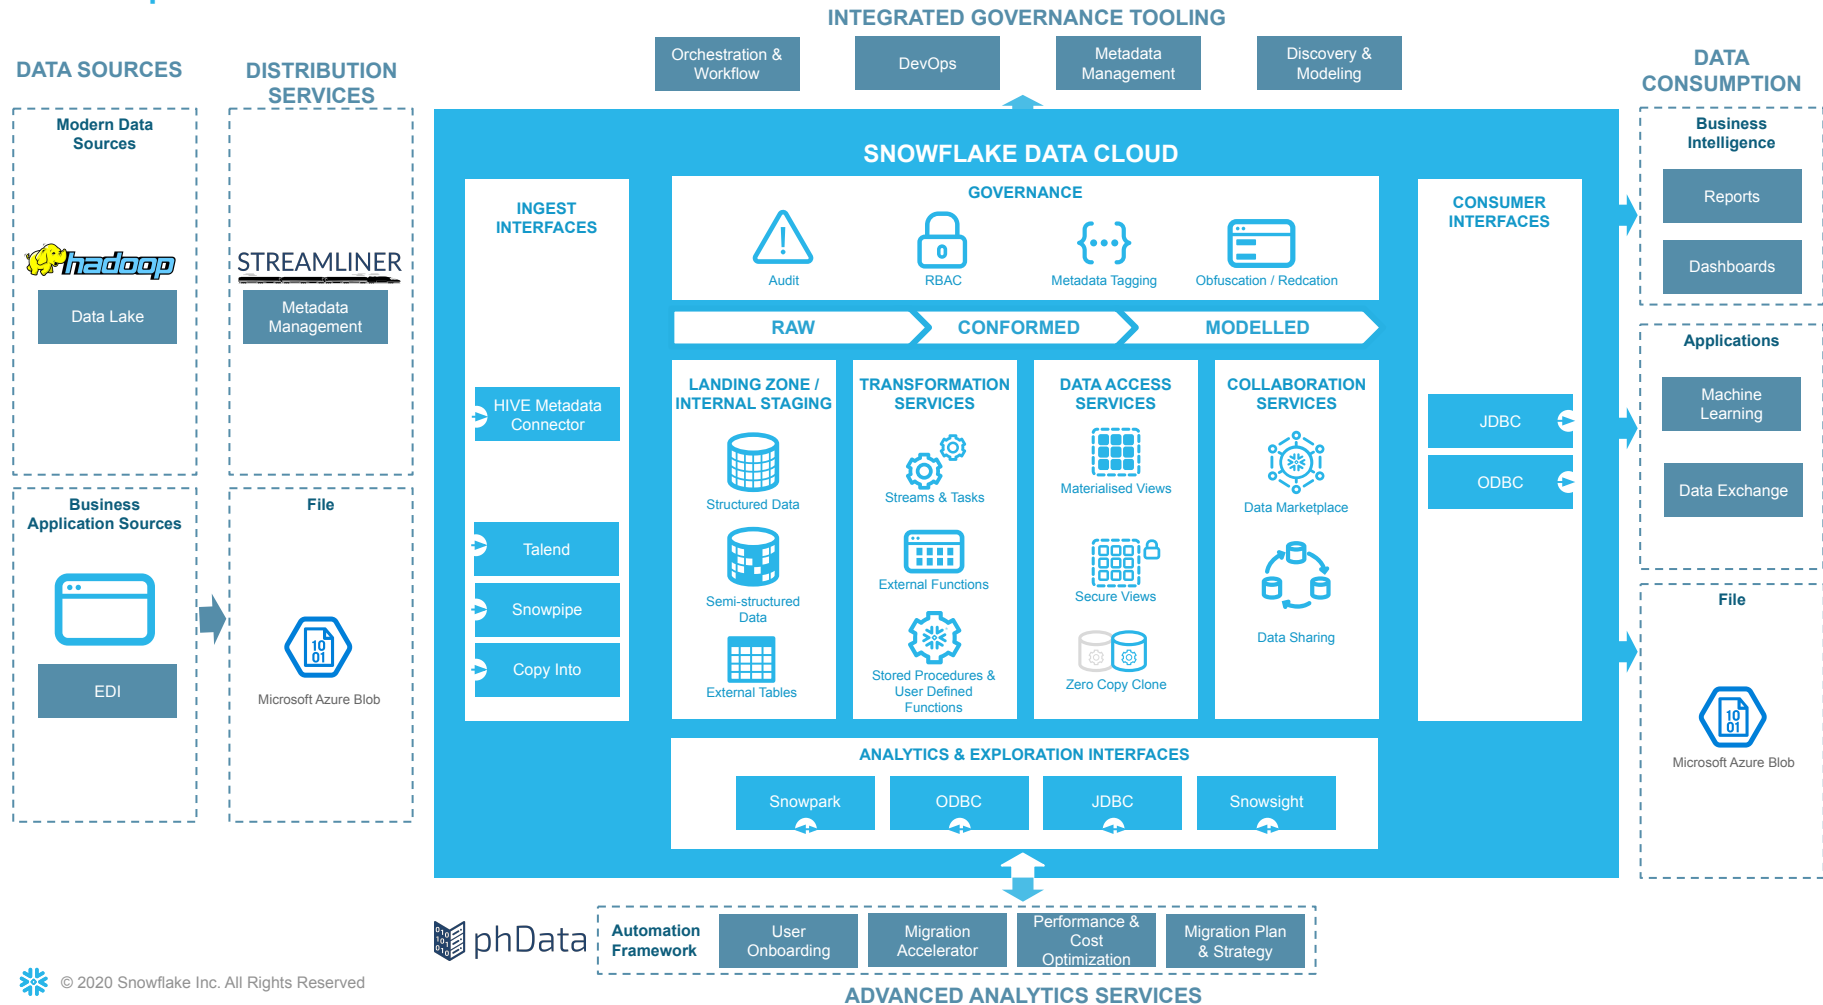 INTEGRATED GOVERNANCE TOOLING
Orchestration &
Workflow
DevOps
Metadata
Management
Discovery &
Modeling
DATA SOURCES
Modern Data
Sources
hadoop
Data Lake
Business
Application Sources
EDI
DISTRIBUTION
SERVICES
STREAMLINER
Metadata
Management
File
10
01
Microsoft Azure Blob
SNOWFLAKE DATA CLOUD
INGEST
INTERFACES
HIVE Metadata
Connector
Talend
Snowpipe
Copy Into
GOVERNANCE
Audit
RBAC
Metadata Tagging
Obfuscation / Redcation
RAW
CONFORMED
MODELLED
LANDING ZONE /
INTERNAL STAGING
Structured Data
Semi-structured
Data
External Tables
TRANSFORMATION
SERVICES
Streams & Tasks
External Functions
Stored Procedures &
User Defined
Functions
DATA ACCESS
SERVICES
Materialised Views
Secure Views
Zero Copy Clone
COLLABORATION
SERVICES
Data Marketplace
Data Sharing
CONSUMER
INTERFACES
JDBC
ODBC
ANALYTICS & EXPLORATION INTERFACES
Snowpark
ODBC
JDBC
Snowsight
DATA
CONSUMPTION
Business
Intelligence
Reports
Dashboards
Applications
Machine
Learning
Data Exchange
File
10
01
Microsoft Azure Blob
phData
Automation
Framework
User
Onboarding
Migration
Accelerator
Performance &
Cost
Optimization
Migration Plan
& Strategy
ADVANCED ANALYTICS SERVICES
© 2020 Snowflake Inc. All Rights Reserved